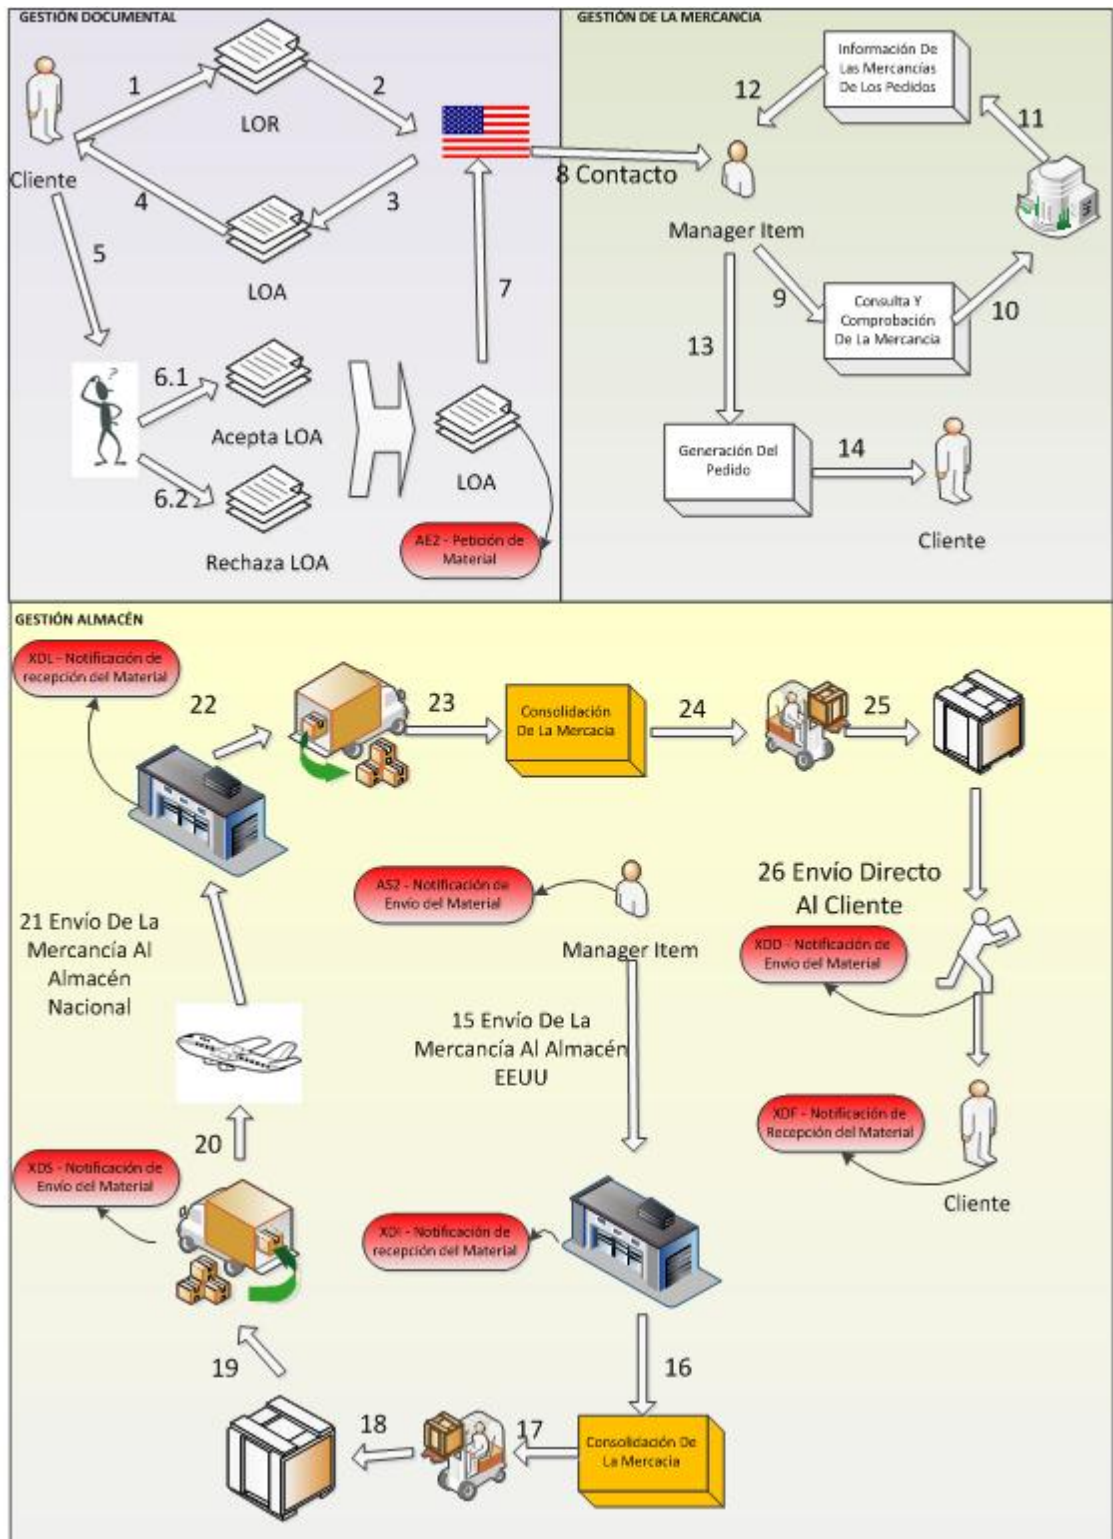 GESTIÓN DOCUMENTAL
1
2
LOR
Cliente
4
3
LOA
5
7
6.1
Acepta LOA
6.2
Rechaza LOA
LOA
AE2 - Petición de
Material
GESTIÓN DE LA MERCANCIA
Información De
Las Mercancías
De Los Pedidos
12
11
8 Contacto
Manager Item
9
Consulta Y
Comprobación
De La Mercancia
10
13
Generación Del
Pedido
14
Cliente
GESTIÓN ALMACÉN
XDL - Notificación de
recepción del Material
22
23
Consolidación
De La Mercacia
24
25
AS2 - Notificación de
Envío del Material
Manager Item
26 Envío Directo
Al Cliente
XDD - Notificación de
Envío del Material
21 Envío De La
Mercancía Al
Almacén
Nacional
15 Envío De La
Mercancía Al Almacén
EEUU
XDF - Notificación de
Recepción del Material
Cliente
20
XDS - Notificación de
Envío del Material
XDI - Notificación de
recepción del Material
19
16
18
17
Consolidación De
La Mercacia